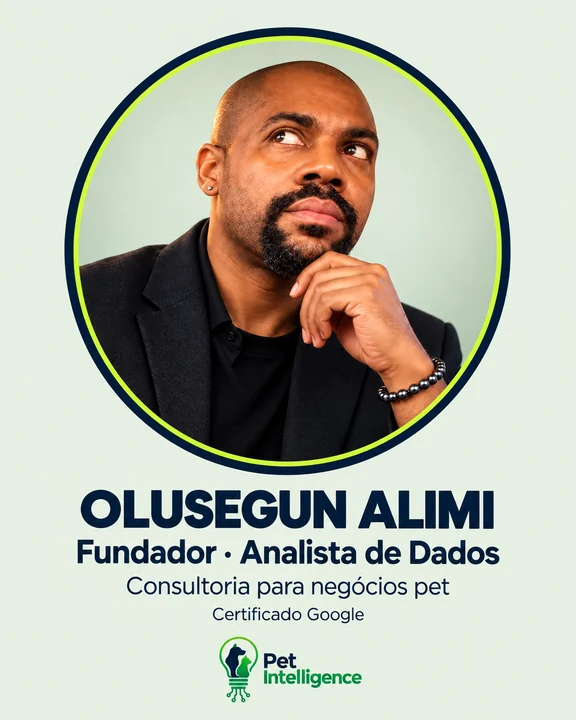 OLUSEGUN ALIMI
Fundador · Analista de Dados
Consultoria para negócios pet
Certificado Google
Pet
Intelligence